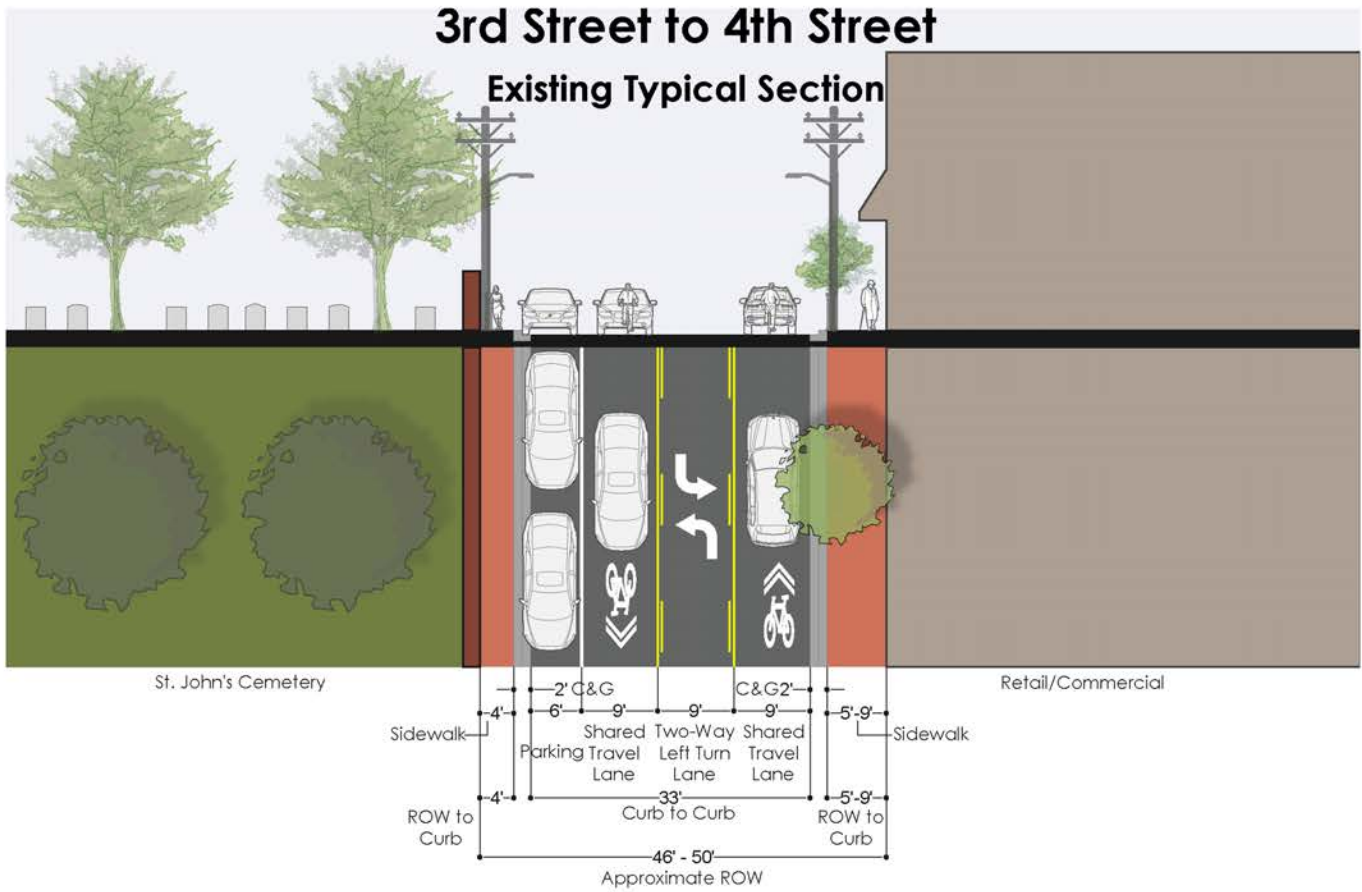 3rd Street to 4th Street
Existing Typical Section
St. John's Cemetery
Retail/Commercial
2' C&G
C&G2'
4'
6'
9'
9'
9'
5'-9'
Sidewalk
Parking
Shared
Travel
Lane
Two-Way
Left Turn
Lane
Shared
Travel
Lane
Sidewalk
4'
33'
5'-9'
ROW to
Curb
Curb to Curb
ROW to
Curb
46' - 50'
Approximate ROW